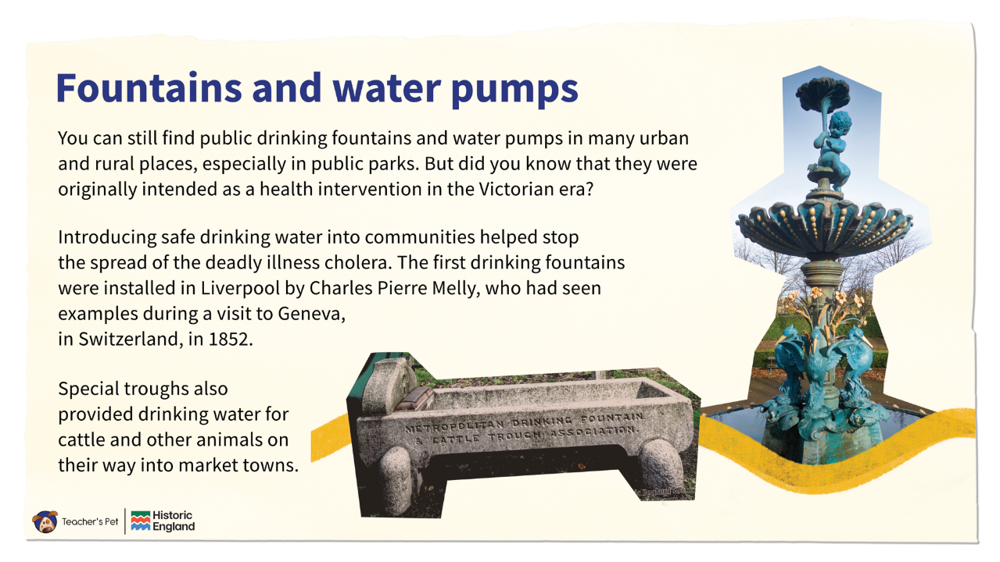 Fountains and water pumps
You can still find public drinking fountains and water pumps in many urban
and rural places, especially in public parks. But did you know that they were
originally intended as a health intervention in the Victorian era?
Introducing safe drinking water into communities helped stop
the spread of the deadly illness cholera. The first drinking fountains
were installed in Liverpool by Charles Pierre Melly, who had seen
examples during a visit to Geneva,
in Switzerland, in 1852.
Special troughs also
provided drinking water for
cattle and other animals on
their way into market towns.
METROPOLITAN DRINKING FOUNTAIN
& CATTLE TROUGH ASSOCIATION.
Teacher's Pet
Historic
England